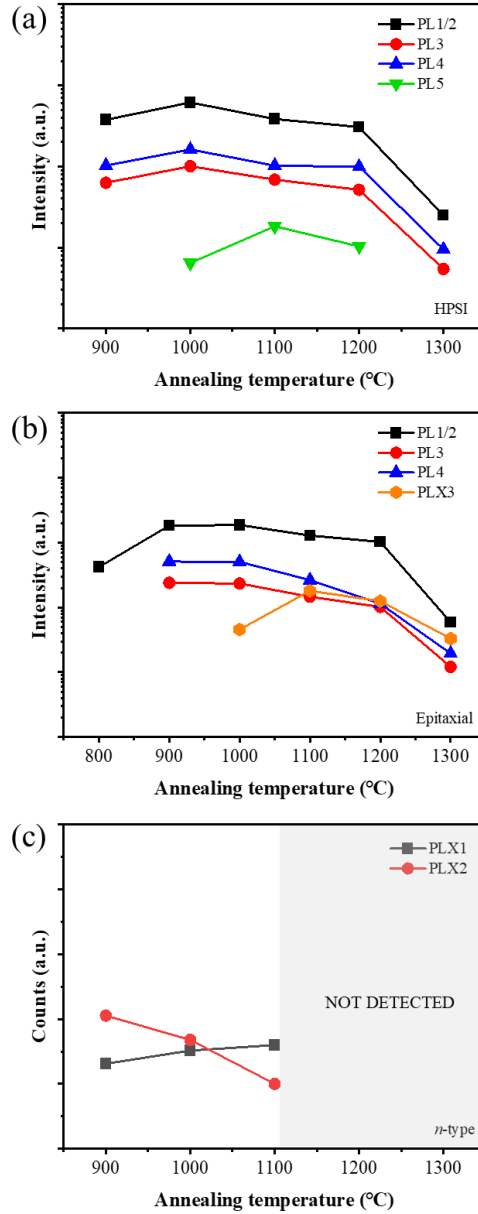 (a)
PL1/2
PL3
PL4
PL5
Intensity (a.u.)
HPSI
900 1000 1100 1200 1300
Annealing temperature (°C)
(b)
PL1/2
PL3
PL4
PLX3
Intensity (a.u.)
Epitaxial
800 900 1000 1100 1200 1300
Annealing temperature (°C)
(c)
PLX1
PLX2
Counts (a.u.)
NOT DETECTED
n-type
900 1000 1100 1200 1300
Annealing temperature (°C)